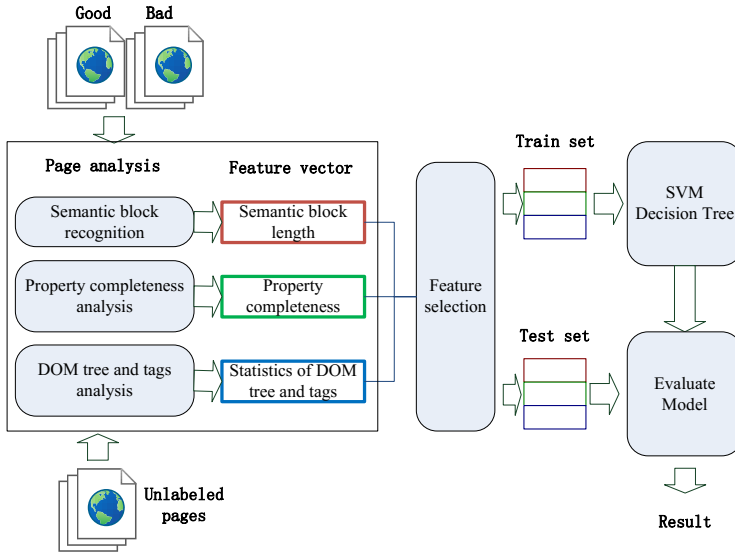 Good Bad
Page analysis
Feature vector
Semantic block
recognition
Semantic block
length
Property completeness
analysis
Property
completeness
DOM tree and tags
analysis
Statistics of DOM
tree and tags
Unlabeled
pages
Feature
selection
Train set
Test set
SVM
Decision Tree
Evaluate
Model
Result